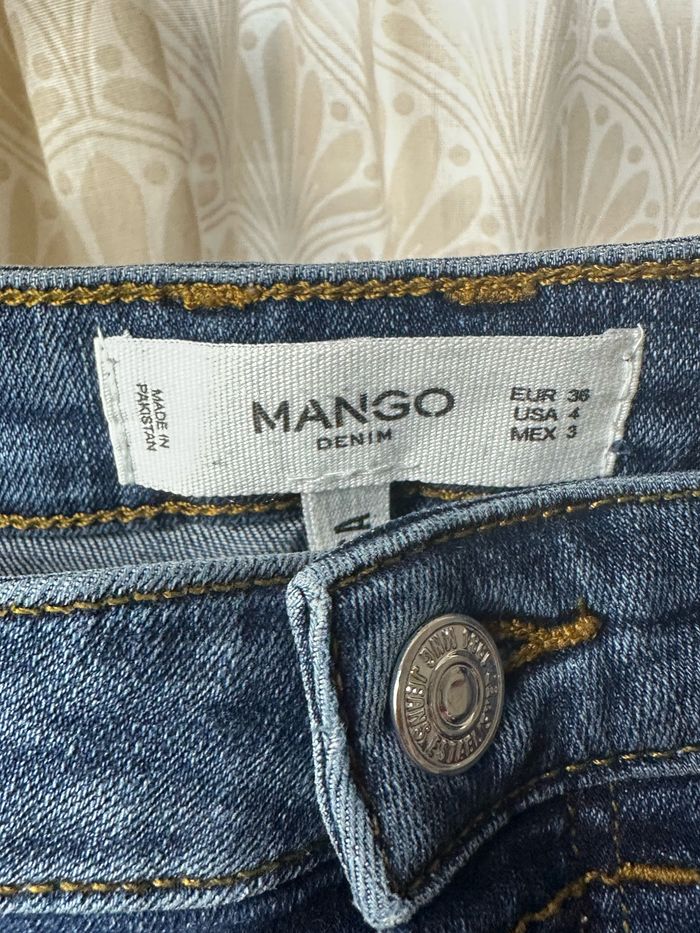 MADE IN
PAKISTAN
MANGO
DENIM
EUR 36
USA 4
MEX 3
A